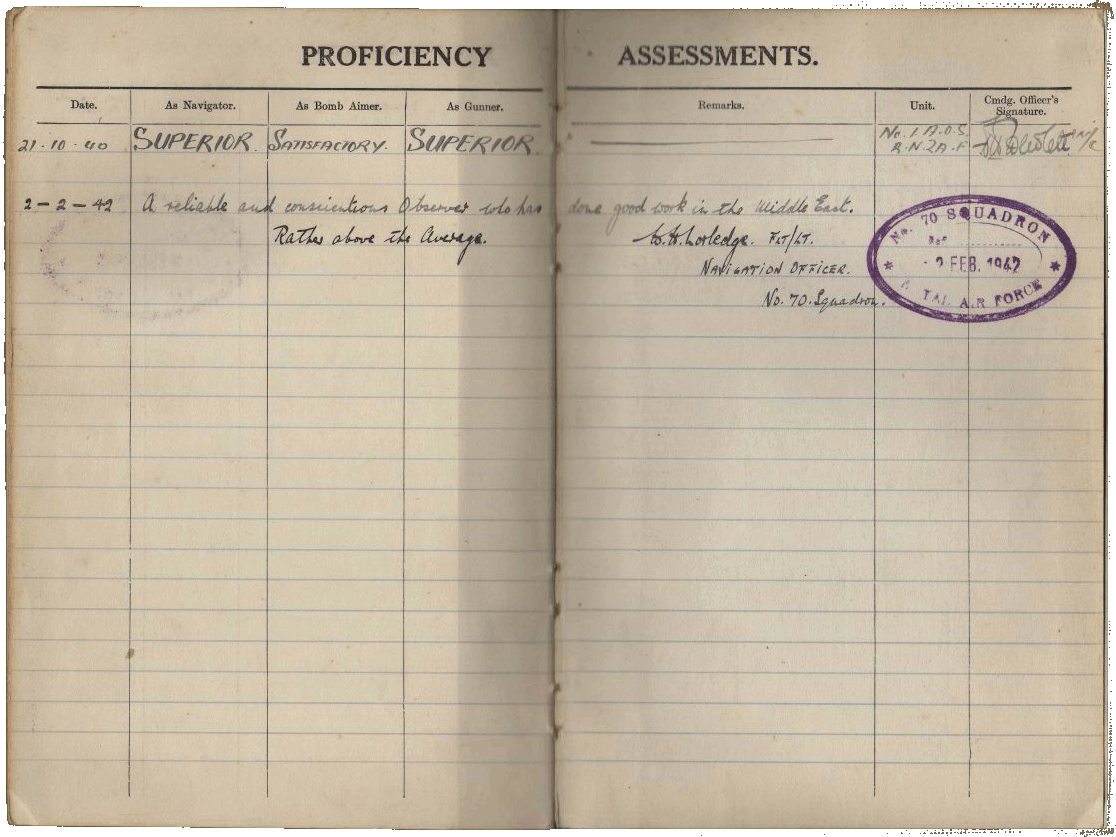 PROFICIENCY ASSESSMENTS.
Date. As Navigator. As Bomb Aimer. As Gunner. Remarks. Unit. Cmdg. Officer's Signature.
21-10-40 SUPERIOR. SATISFACTORY. SUPERIOR. No. 1. A.O.S.
R.N.Z.A.F.
2-2-42 A reliable and conscientious Observer who has done good work in the Middle East.
Rather above the Average. FLT/LT.
NAVIGATION OFFICER.
No. 70. Squadron.
No. 70 SQUADRON
REF
2 FEB. 1942
AIR FORCE